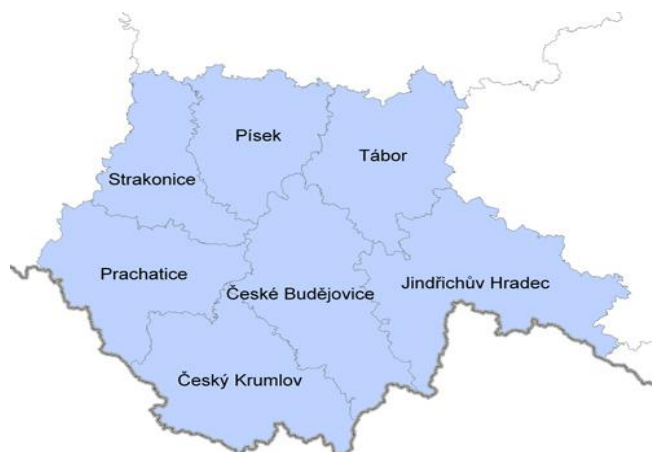 Písek
Tábor
Strakonice
Prachatice
České Budějovice
Jindřichův Hradec
Český Krumlov